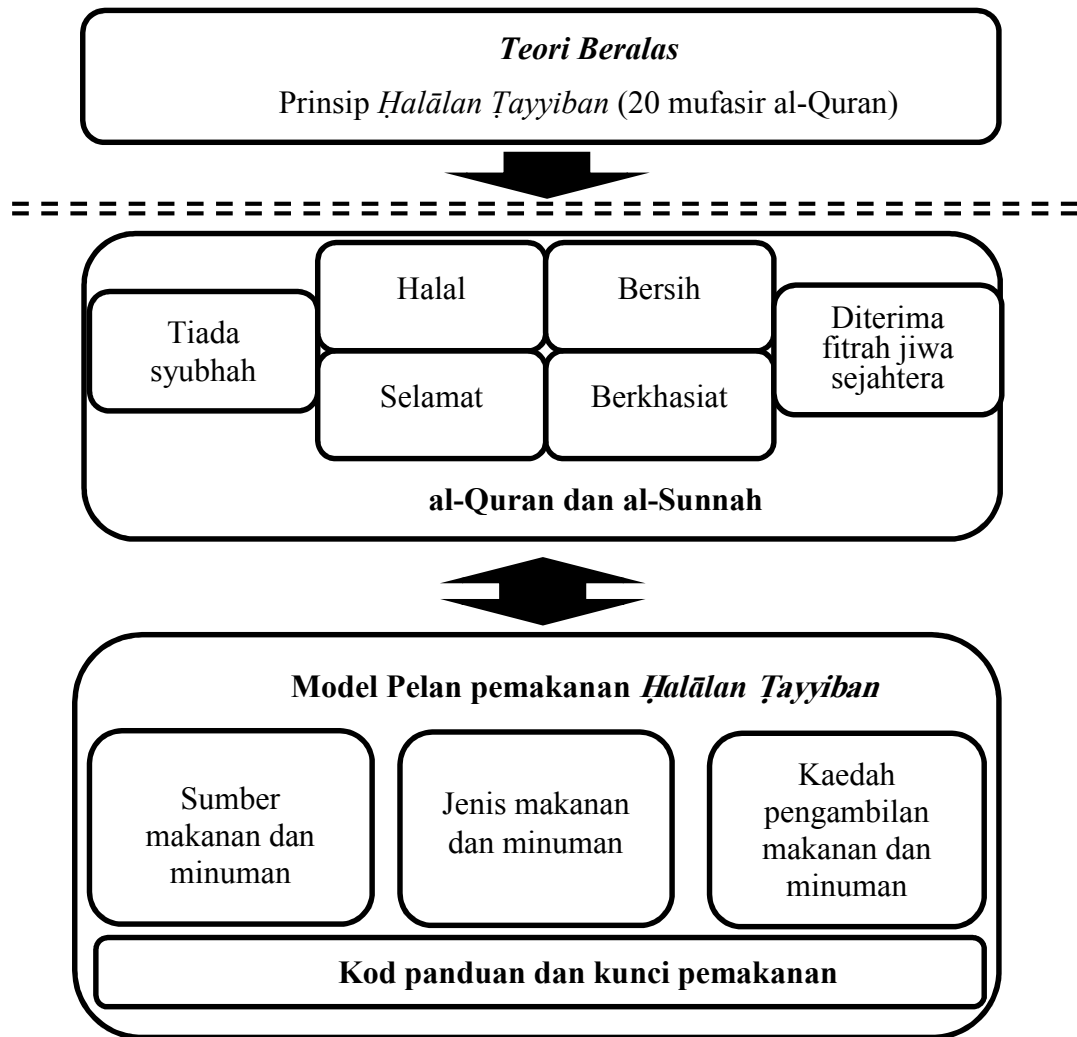 Teori Beralas
Prinsip Ḥalālan Ṭayyiban (20 mufasir al-Quran)
Tiada
syubhah
Halal
Bersih
Selamat
Berkhasiat
Diterima
fitrah jiwa
sejahtera
al-Quran dan al-Sunnah
Model Pelan pemakanan Ḥalālan Ṭayyiban
Sumber
makanan dan
minuman
Jenis makanan
dan minuman
Kaedah
pengambilan
makanan dan
minuman
Kod panduan dan kunci pemakanan